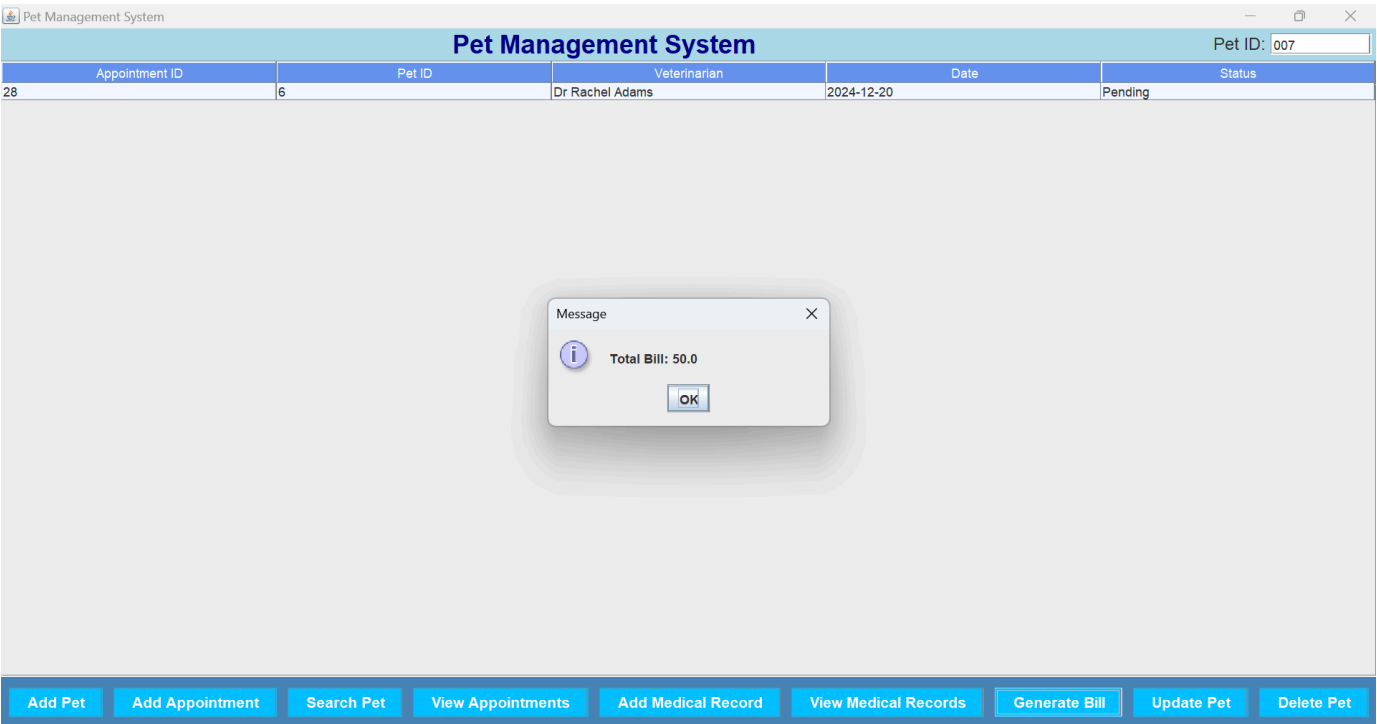 Pet Management System
Pet Management System Pet ID: 007
Appointment ID Pet ID Veterinarian Date Status
28 6 Dr Rachel Adams 2024-12-20 Pending
Message
i Total Bill: 50.0
OK
Add Pet Add Appointment Search Pet View Appointments Add Medical Record View Medical Records Generate Bill Update Pet Delete Pet